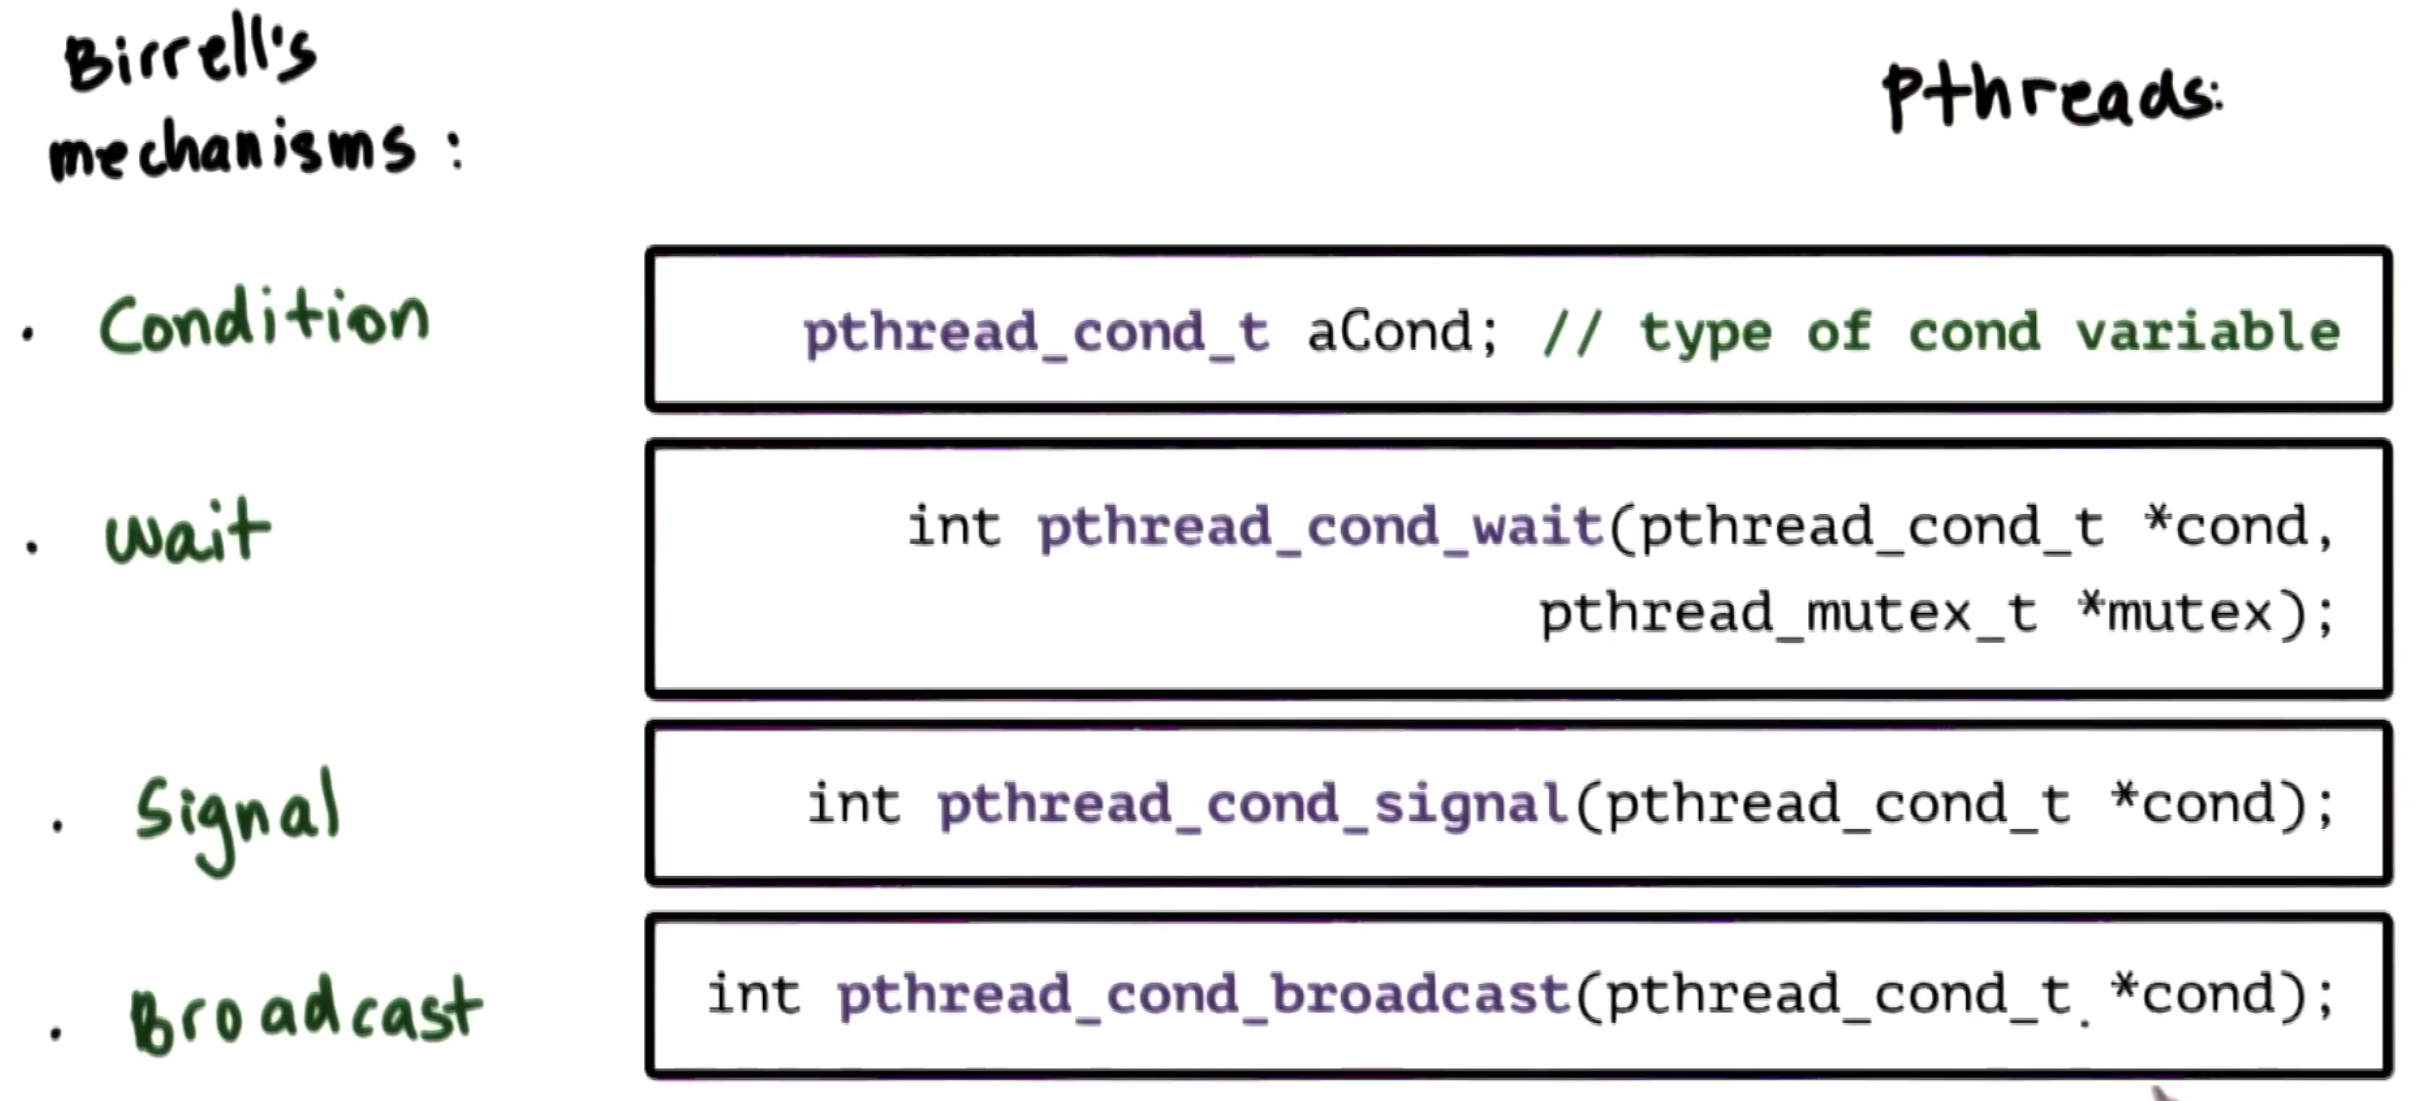 Birrell's
mechanisms :
Pthreads:
. Condition
pthread_cond_t aCond; // type of cond variable
. Wait
int pthread_cond_wait(pthread_cond_t *cond,
pthread_mutex_t *mutex);
. Signal
int pthread_cond_signal(pthread_cond_t *cond);
. Broadcast
int pthread_cond_broadcast(pthread_cond_t *cond);